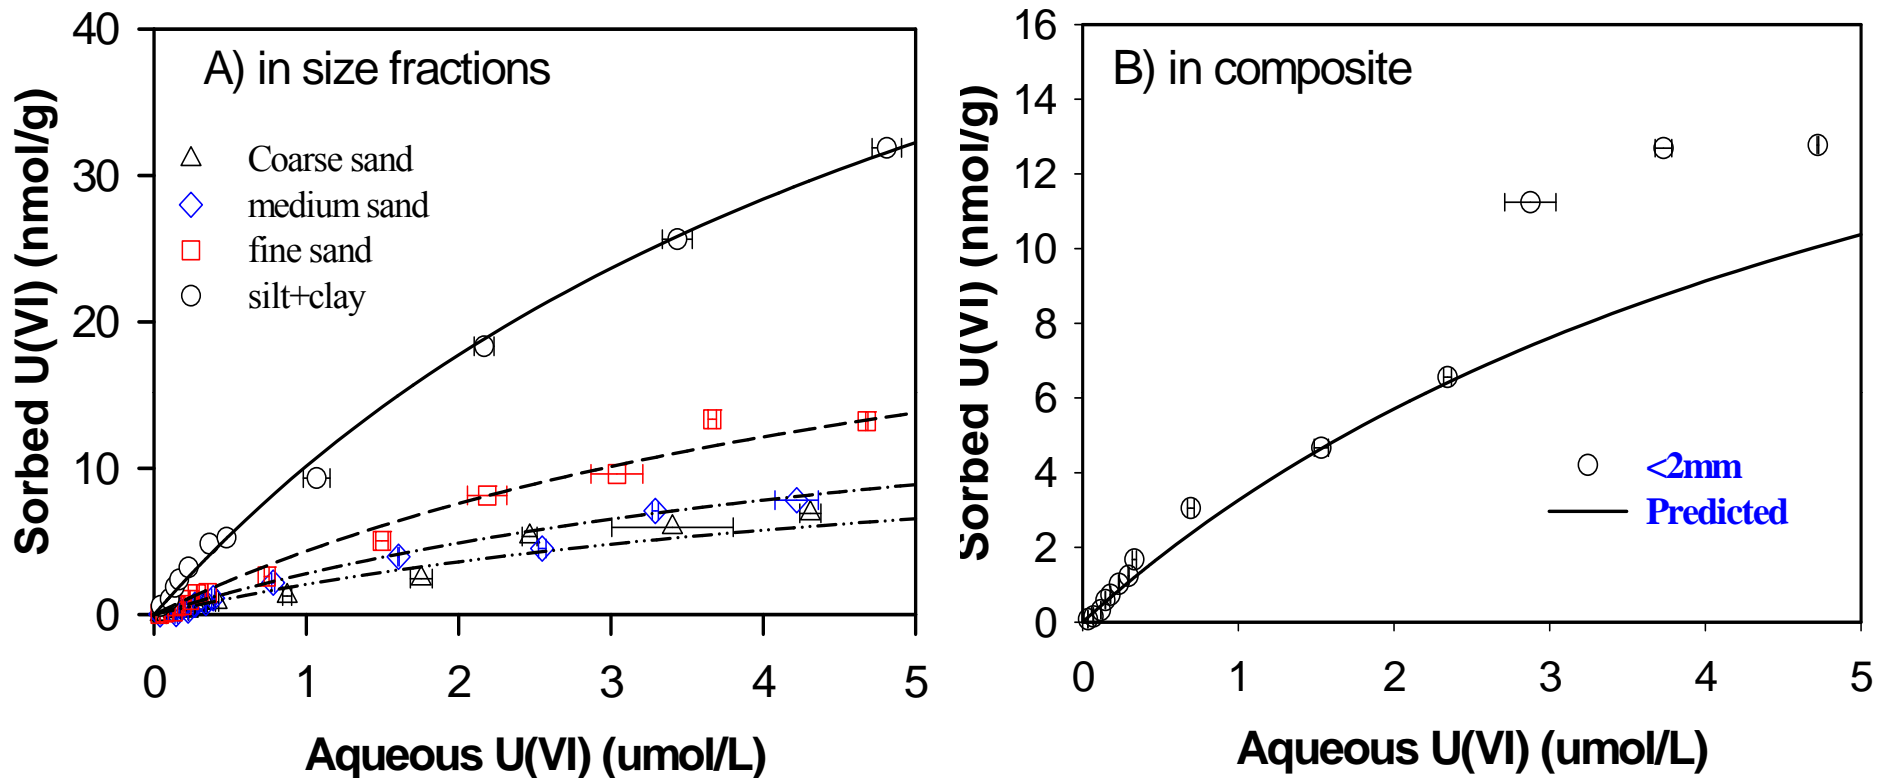 A) in size fractions
Sorbed U(VI) (nmol/g)
40
30
20
10
0
Coarse sand
medium sand
fine sand
silt+clay
0 1 2 3 4 5
Aqueous U(VI) (umol/L)
B) in composite
Sorbed U(VI) (nmol/g)
16
14
12
10
8
6
4
2
0
<2mm
Predicted
0 1 2 3 4 5
Aqueous U(VI) (umol/L)